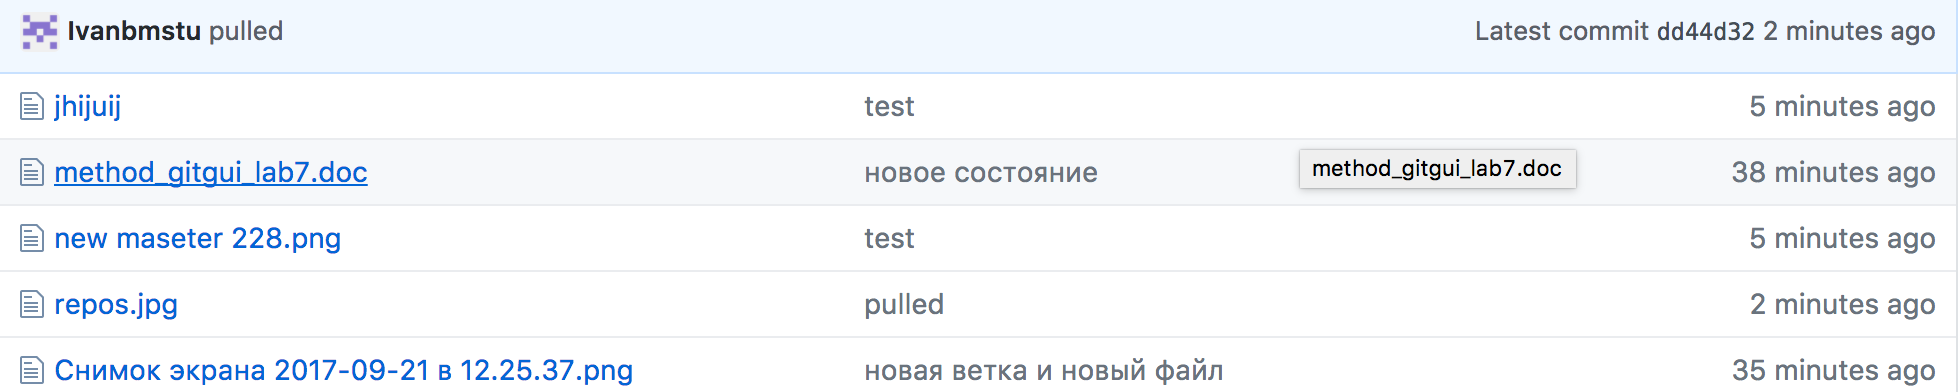 Ivanbmstu pulled Latest commit dd44d32 2 minutes ago
jhijuij test 5 minutes ago
method_gitgui_lab7.doc новое состояние method_gitgui_lab7.doc 38 minutes ago
new maseter 228.png test 5 minutes ago
repos.jpg pulled 2 minutes ago
Снимок экрана 2017-09-21 в 12.25.37.png новая ветка и новый файл 35 minutes ago